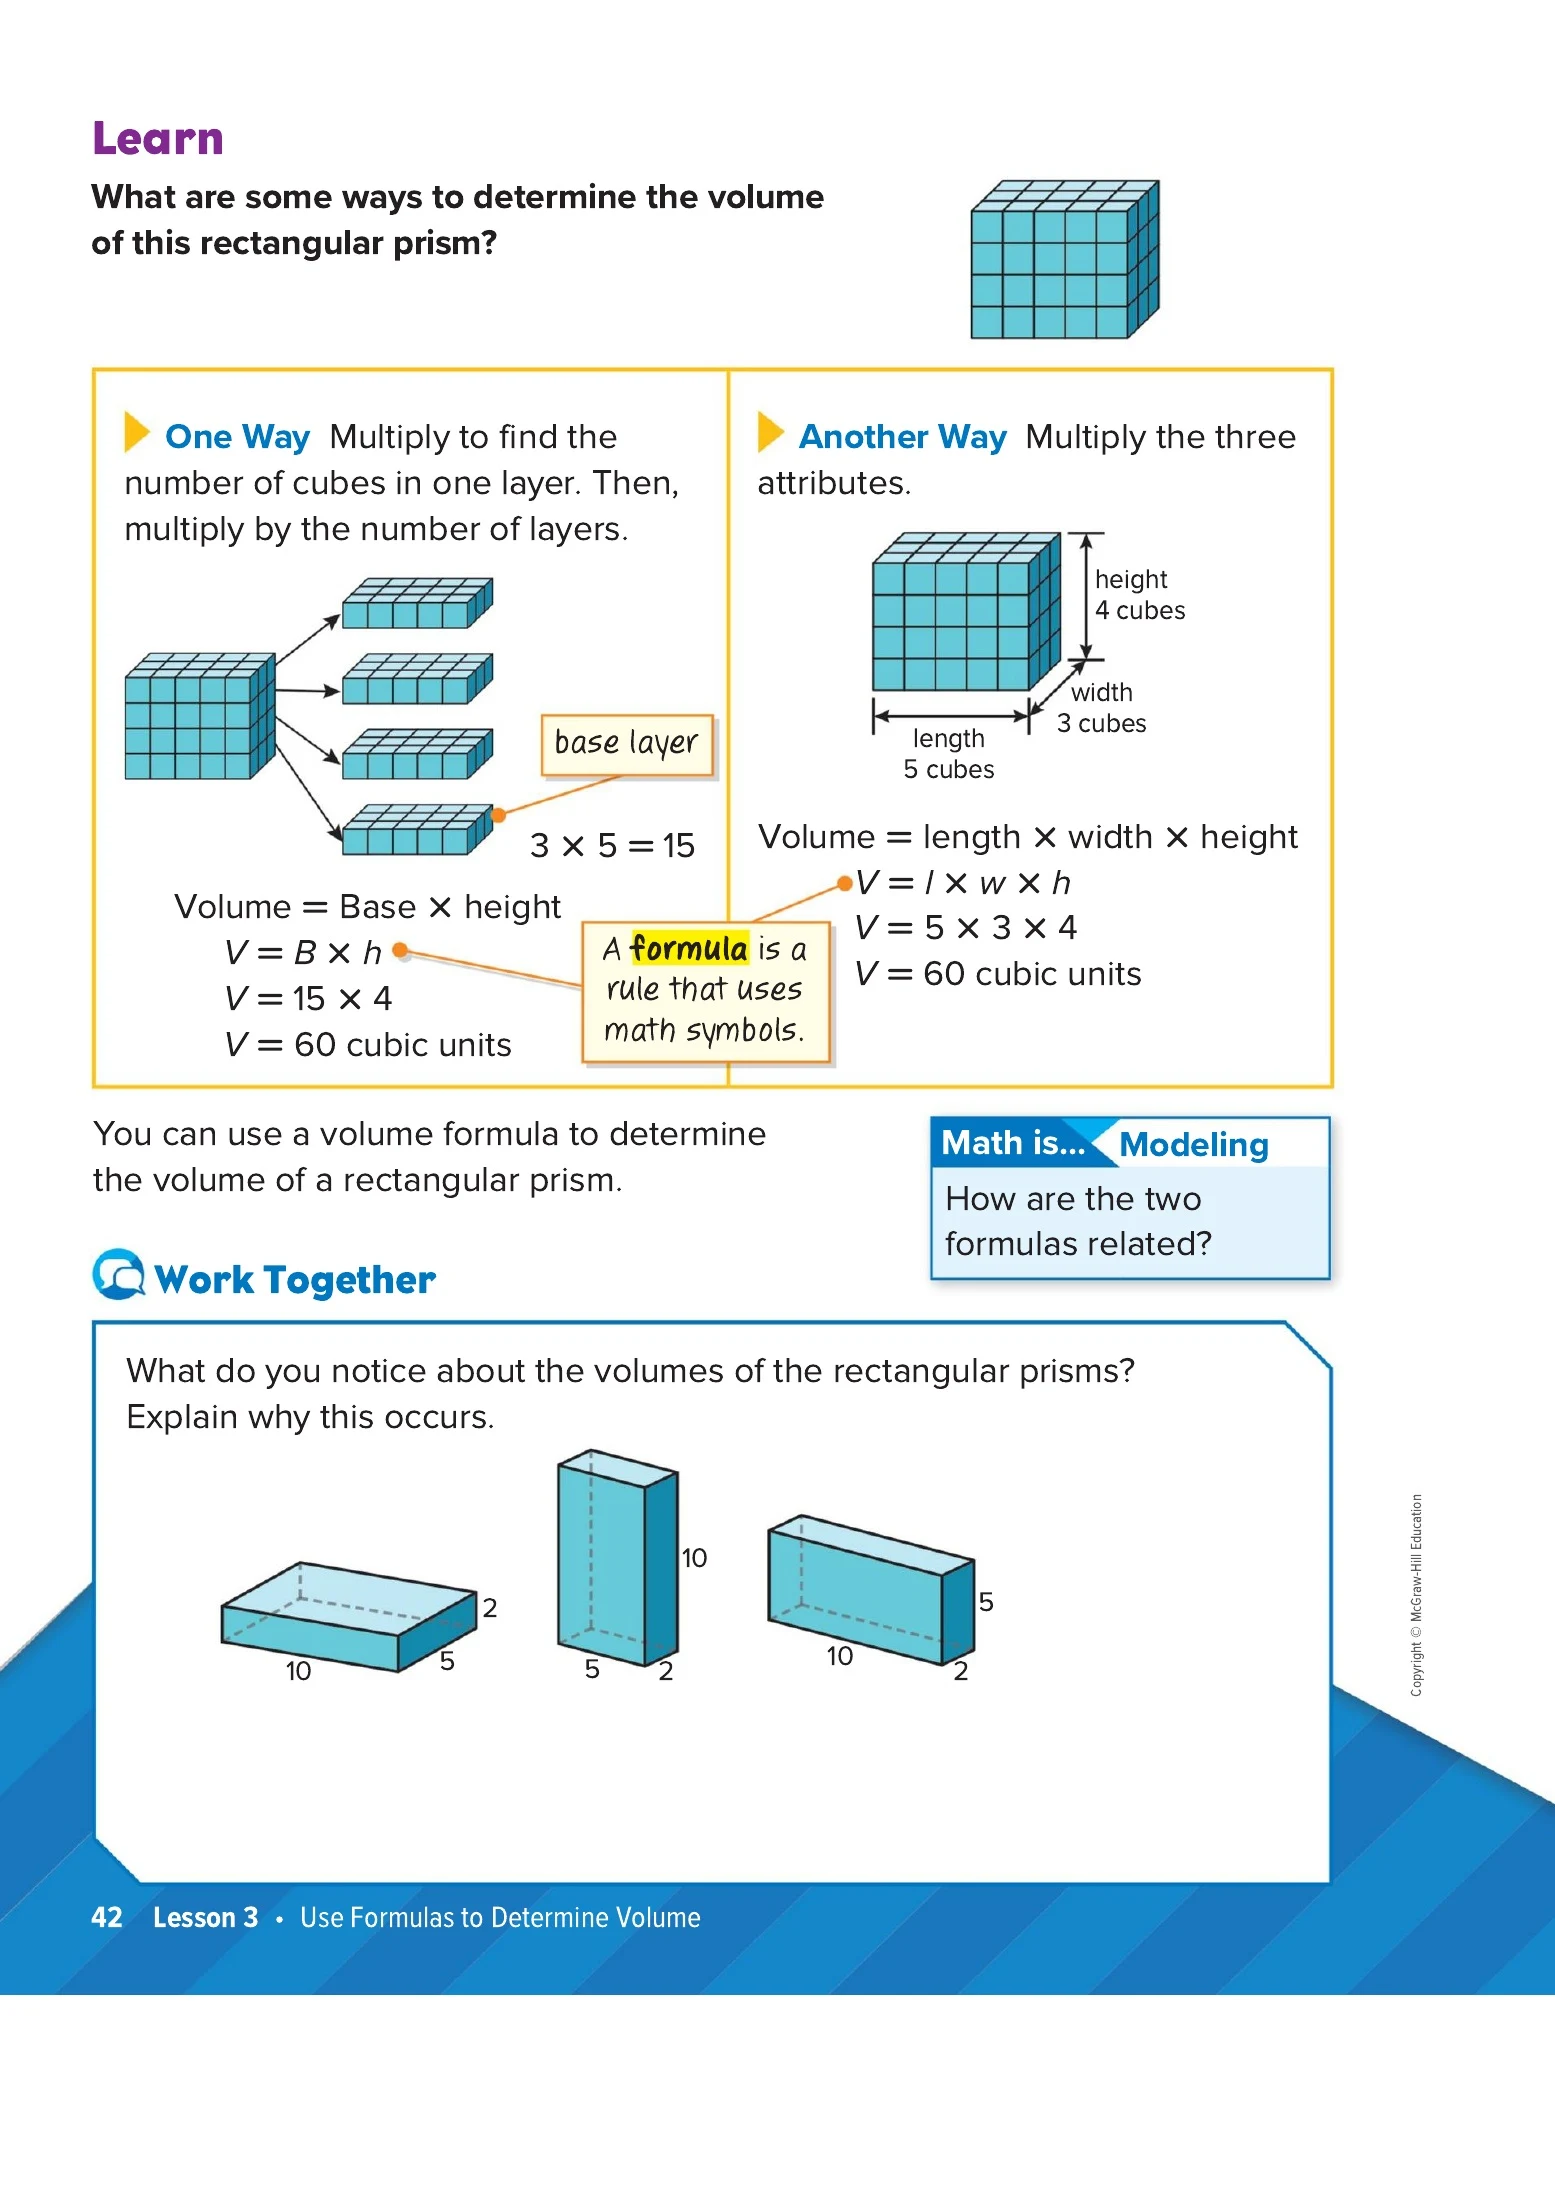 Learn
What are some ways to determine the volume
of this rectangular prism?
One Way Multiply to find the
number of cubes in one layer. Then,
multiply by the number of layers.
base layer
3 × 5 = 15
Volume = Base × height
V = B × h
V = 15 × 4
V = 60 cubic units
Another Way Multiply the three
attributes.
height
4 cubes
width
3 cubes
length
5 cubes
Volume = length × width × height
V = l × w × h
V = 5 × 3 × 4
V = 60 cubic units
A formula is a
rule that uses
math symbols.
You can use a volume formula to determine
the volume of a rectangular prism.
Math is... Modeling
How are the two
formulas related?
Work Together
What do you notice about the volumes of the rectangular prisms?
Explain why this occurs.
2
5
10
10
5
2
5
10
2
Copyright © McGraw-Hill Education
42 Lesson 3 • Use Formulas to Determine Volume